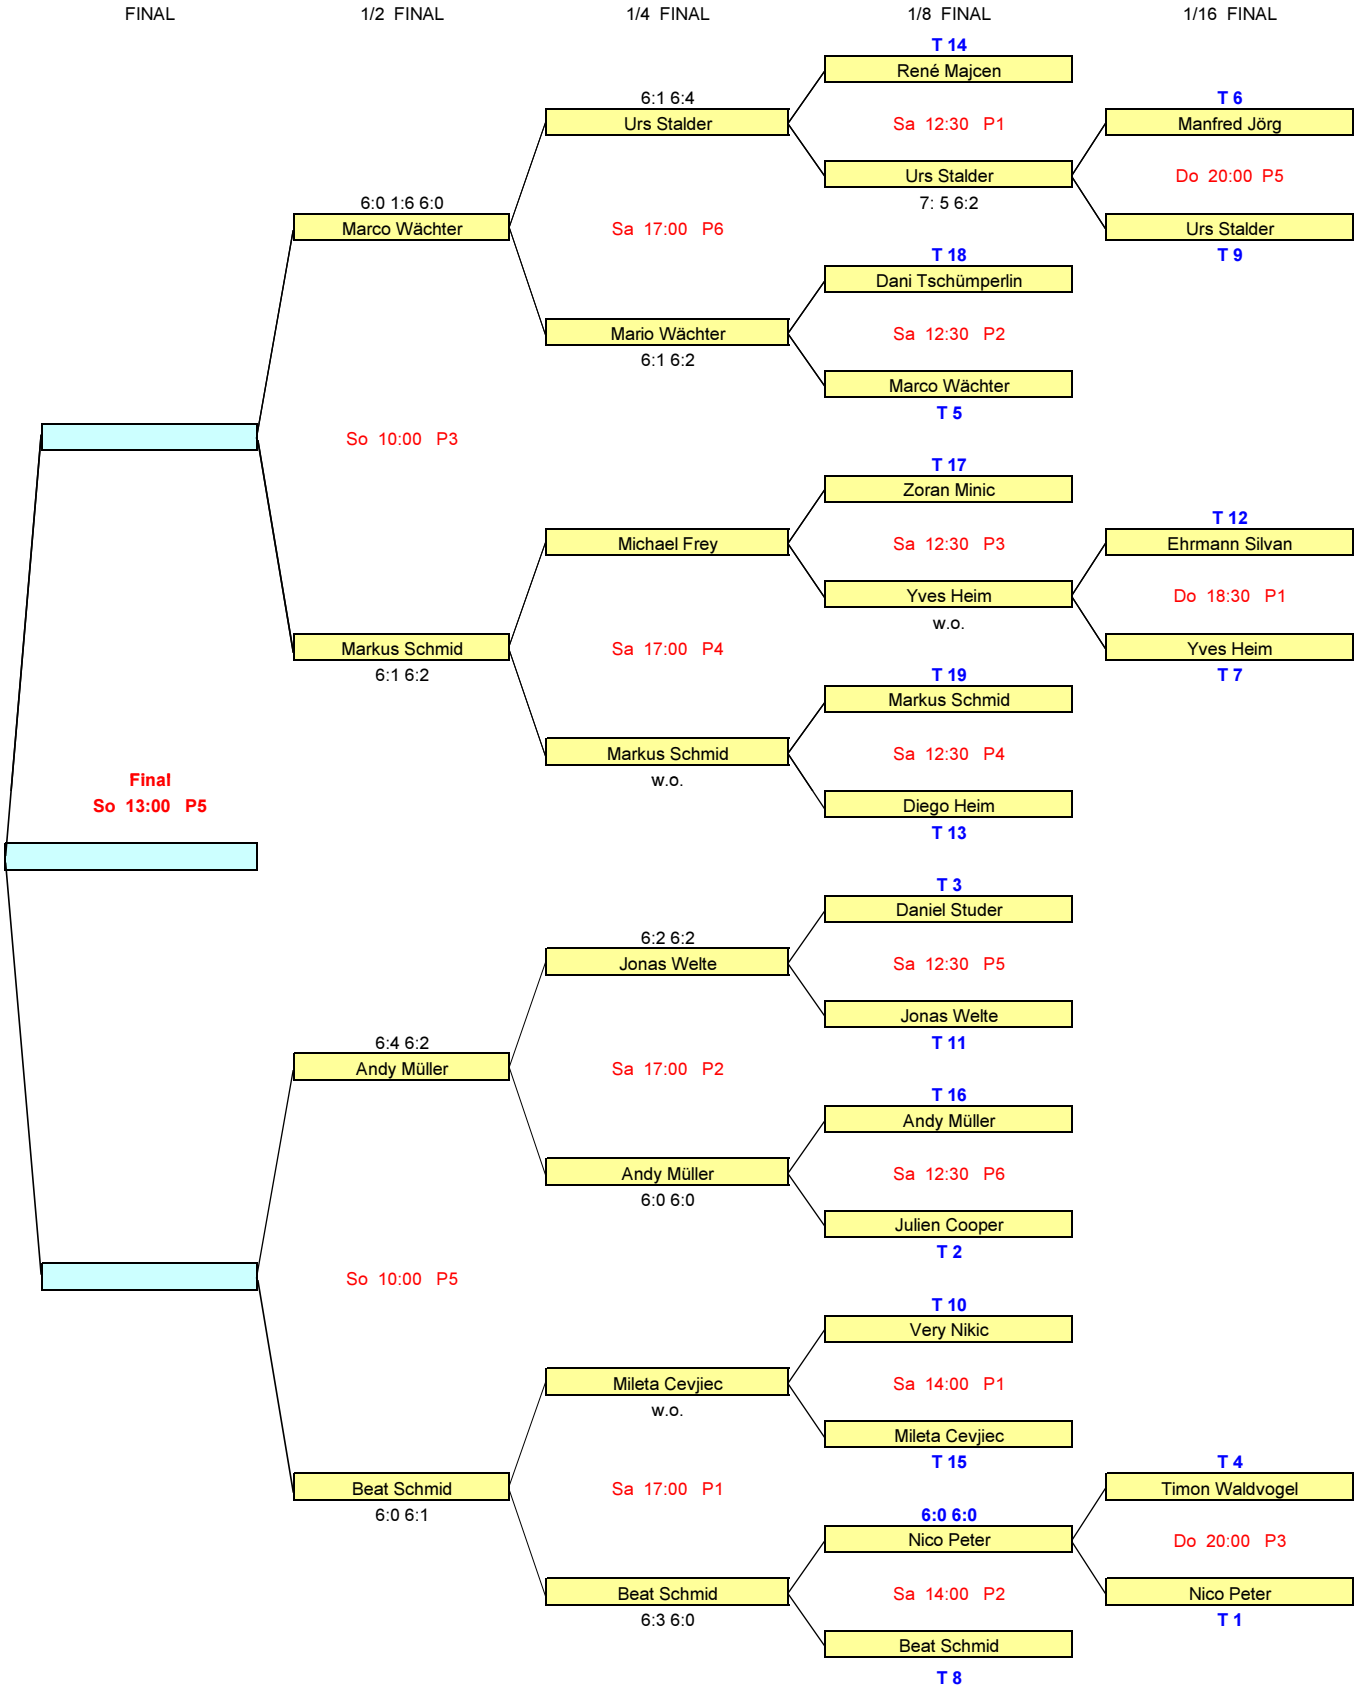 FINAL 1/2 FINAL 1/4 FINAL 1/8 FINAL 1/16 FINAL
T 14
René Majcen
6:1 6:4 T 6
Urs Stalder Sa 12:30 P1 Manfred Jörg
Urs Stalder Do 20:00 P5
6:0 1:6 6:0 7: 5 6:2
Marco Wächter Sa 17:00 P6 Urs Stalder
T 18 T 9
Dani Tschümperlin
Mario Wächter Sa 12:30 P2
6:1 6:2
Marco Wächter
T 5
So 10:00 P3
T 17
Zoran Minic
T 12
Michael Frey Sa 12:30 P3 Ehrmann Silvan
Yves Heim Do 18:30 P1
w.o.
Markus Schmid Sa 17:00 P4 Yves Heim
6:1 6:2 T 19 T 7
Markus Schmid
Markus Schmid Sa 12:30 P4
Final w.o.
So 13:00 P5 Diego Heim
T 13
T 3
Daniel Studer
6:2 6:2
Jonas Welte Sa 12:30 P5
Jonas Welte
6:4 6:2 T 11
Andy Müller Sa 17:00 P2
T 16
Andy Müller
Andy Müller Sa 12:30 P6
6:0 6:0
Julien Cooper
T 2
So 10:00 P5
T 10
Very Nikic
Mileta Cevjiec Sa 14:00 P1
w.o.
Mileta Cevjiec
T 15 T 4
Beat Schmid Sa 17:00 P1 Timon Waldvogel
6:0 6:1 6:0 6:0
Nico Peter Do 20:00 P3
Beat Schmid Sa 14:00 P2 Nico Peter
6:3 6:0 T 1
Beat Schmid
T 8